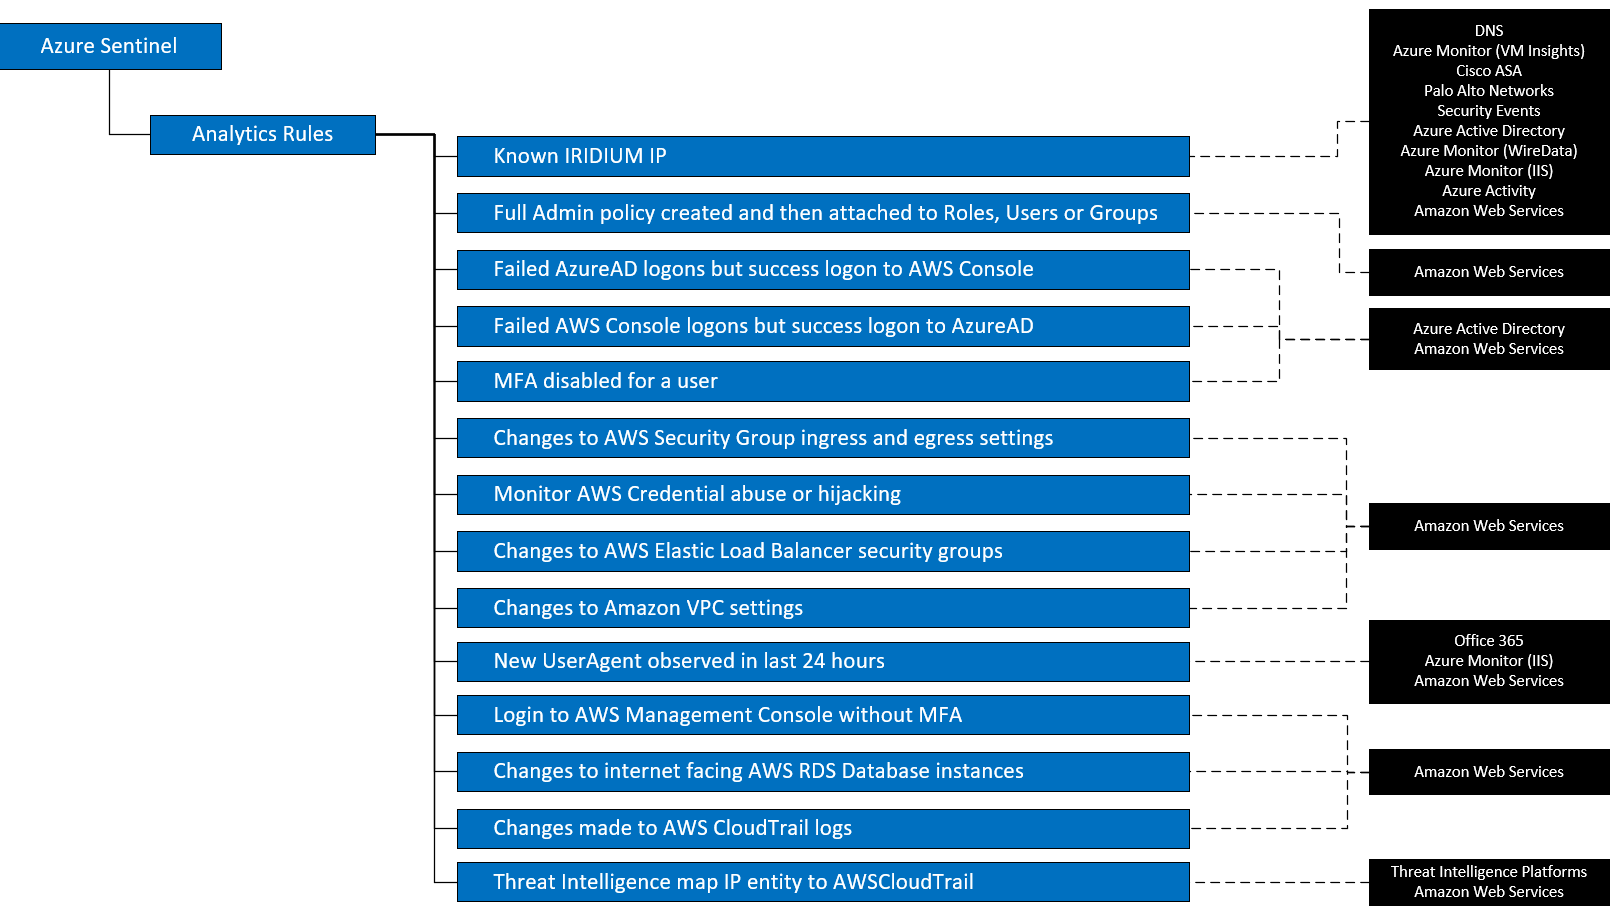 Azure Sentinel
Analytics Rules
Known IRIDIUM IP
Full Admin policy created and then attached to Roles, Users or Groups
Failed AzureAD logons but success logon to AWS Console
Failed AWS Console logons but success logon to AzureAD
MFA disabled for a user
Changes to AWS Security Group ingress and egress settings
Monitor AWS Credential abuse or hijacking
Changes to AWS Elastic Load Balancer security groups
Changes to Amazon VPC settings
New UserAgent observed in last 24 hours
Login to AWS Management Console without MFA
Changes to internet facing AWS RDS Database instances
Changes made to AWS CloudTrail logs
Threat Intelligence map IP entity to AWSCloudTrail
DNS
Azure Monitor (VM Insights)
Cisco ASA
Palo Alto Networks
Security Events
Azure Active Directory
Azure Monitor (WireData)
Azure Monitor (IIS)
Azure Activity
Amazon Web Services
Amazon Web Services
Azure Active Directory
Amazon Web Services
Amazon Web Services
Office 365
Azure Monitor (IIS)
Amazon Web Services
Amazon Web Services
Threat Intelligence Platforms
Amazon Web Services